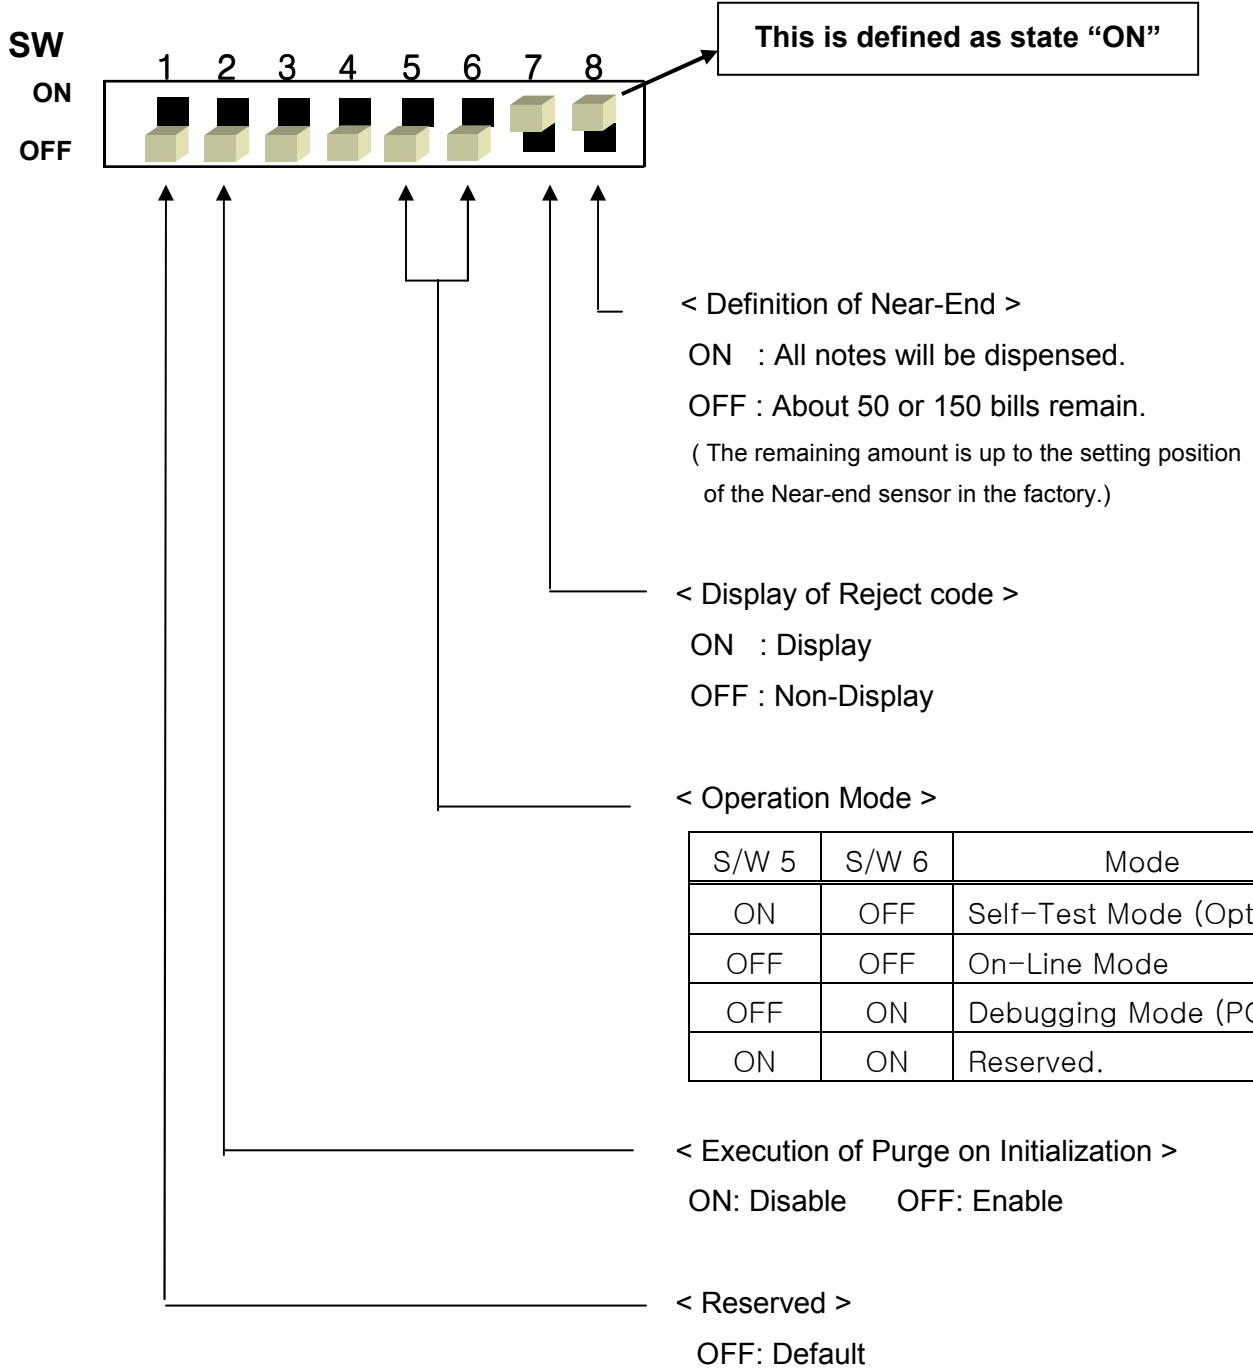 This is defined as state “ON”
SW
1 2 3 4 5 6 7 8
ON
OFF
< Definition of Near-End >
ON : All notes will be dispensed.
OFF : About 50 or 150 bills remain.
( The remaining amount is up to the setting position
of the Near-end sensor in the factory.)
< Display of Reject code >
ON : Display
OFF : Non-Display
< Operation Mode >
S/W 5 S/W 6 Mode
ON OFF Self-Test Mode
OFF OFF On-Line Mode
OFF ON Debugging Mode
ON ON Reserved.
< Execution of Purge on Initialization >
ON: Disable OFF: Enable
< Reserved >
OFF: Default